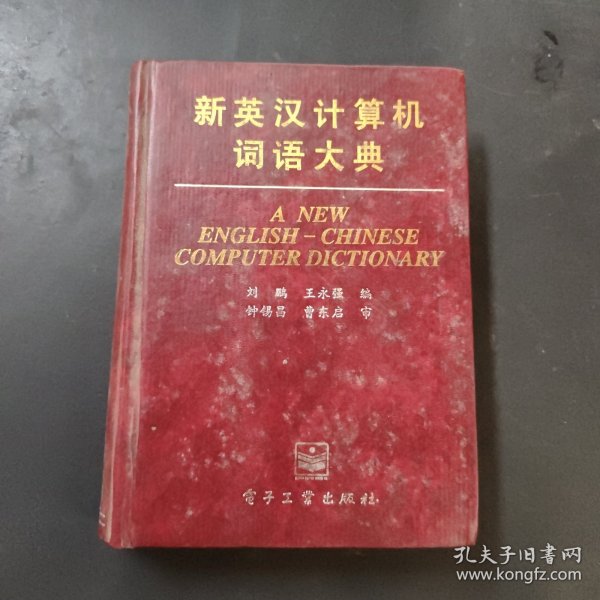 新英汉计算机
词语大典
A NEW
ENGLISH – CHINESE
COMPUTER DICTIONARY
刘 鹏 王永强 编
钟锡昌 曹东启 审
電子工業出版社
孔夫子旧书网
www.kongfz.com